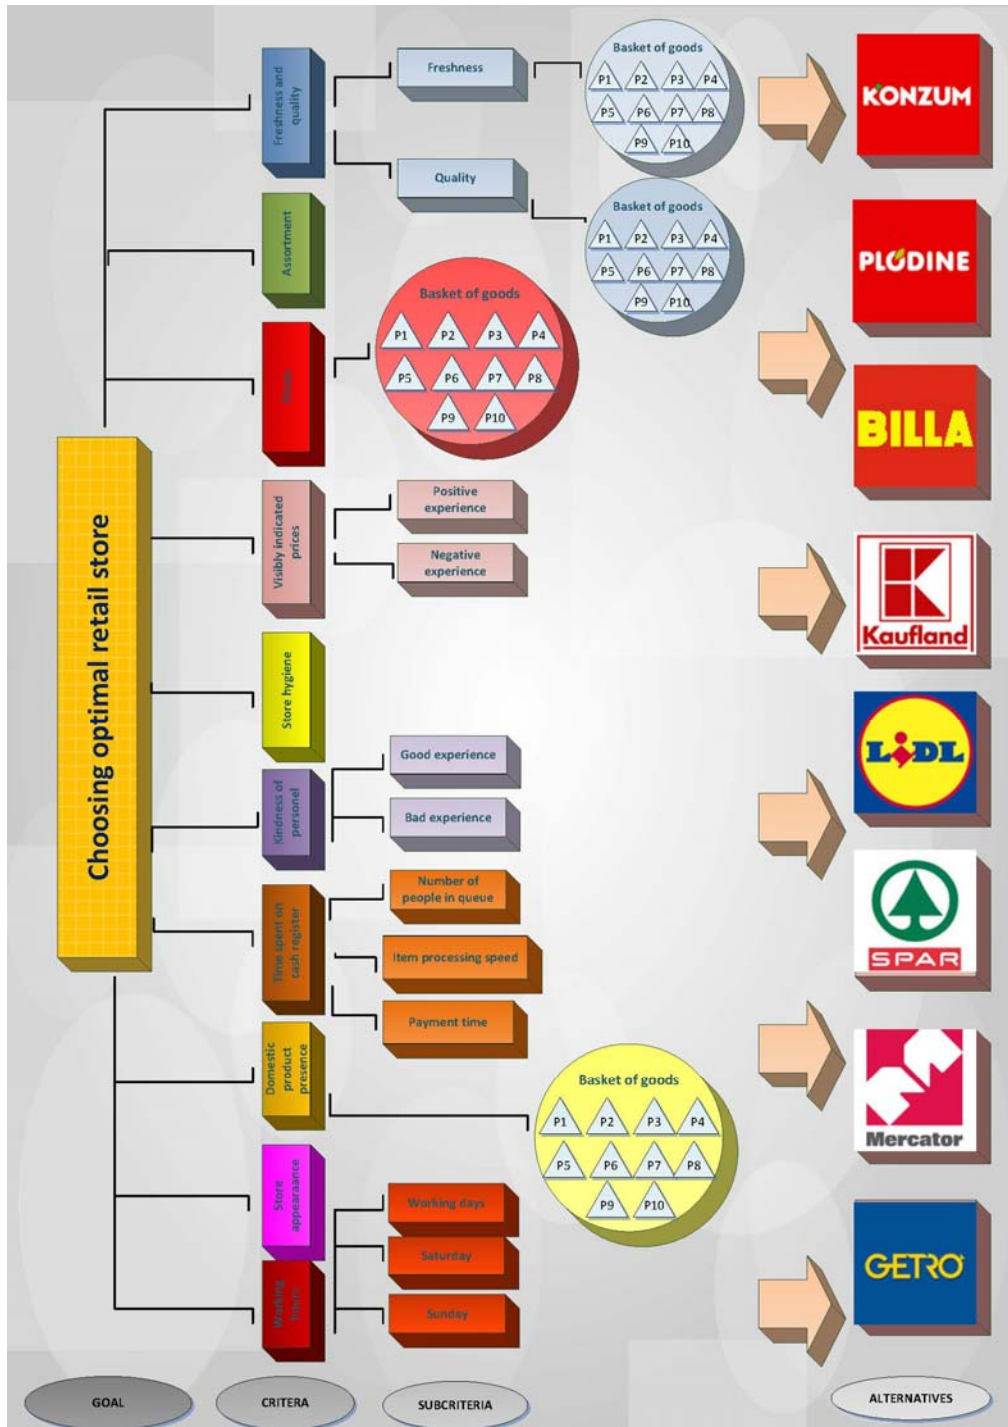 Choosing optimal retail store
Freshness and
quality
Freshness
Quality
Basket of goods
P1 P2 P3 P4
P5 P6 P7 P8
P9 P10
Basket of goods
P1 P2 P3 P4
P5 P6 P7 P8
P9 P10
Assortment
Basket of goods
P1 P2 P3 P4
P5 P6 P7 P8
P9 P10
Visibly indicated
prices
Positive
experience
Negative
experience
Store hygiene
Kindness of
personel
Good experience
Bad experience
Time spent on
cash register
Number of
people in queue
Item processing speed
Payment time
Domestic
product
presence
Basket of goods
P1 P2 P3 P4
P5 P6 P7 P8
P9 P10
Store
appearaance
Working
hours
Working days
Saturday
Sunday
KONZUM
PLODINE
BILLA
Kaufland
LiDL
SPAR
Mercator
GETRO
GOAL
CRITERA
SUBCRITERIA
ALTERNATIVES